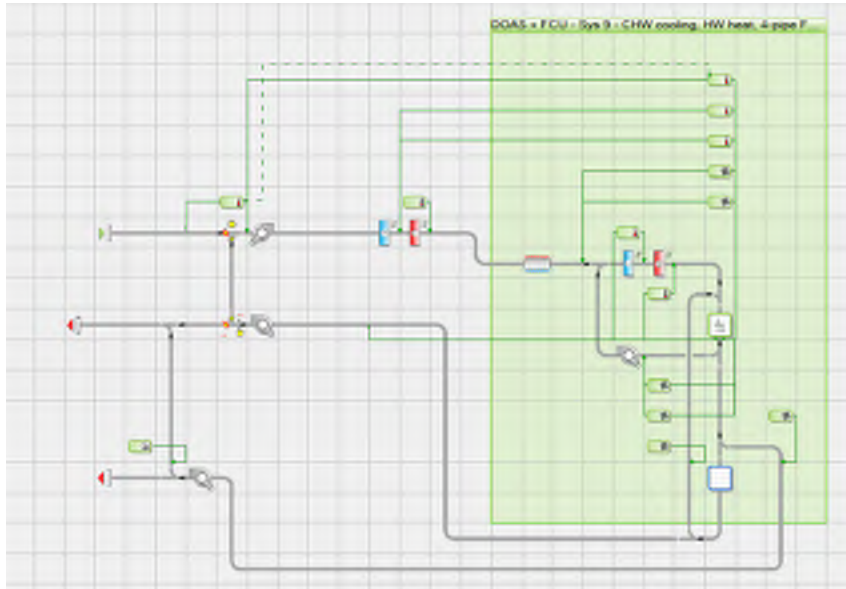 DOAS + FCU - Sys 9 - CHW cooling, HW heat, 4-pipe F...